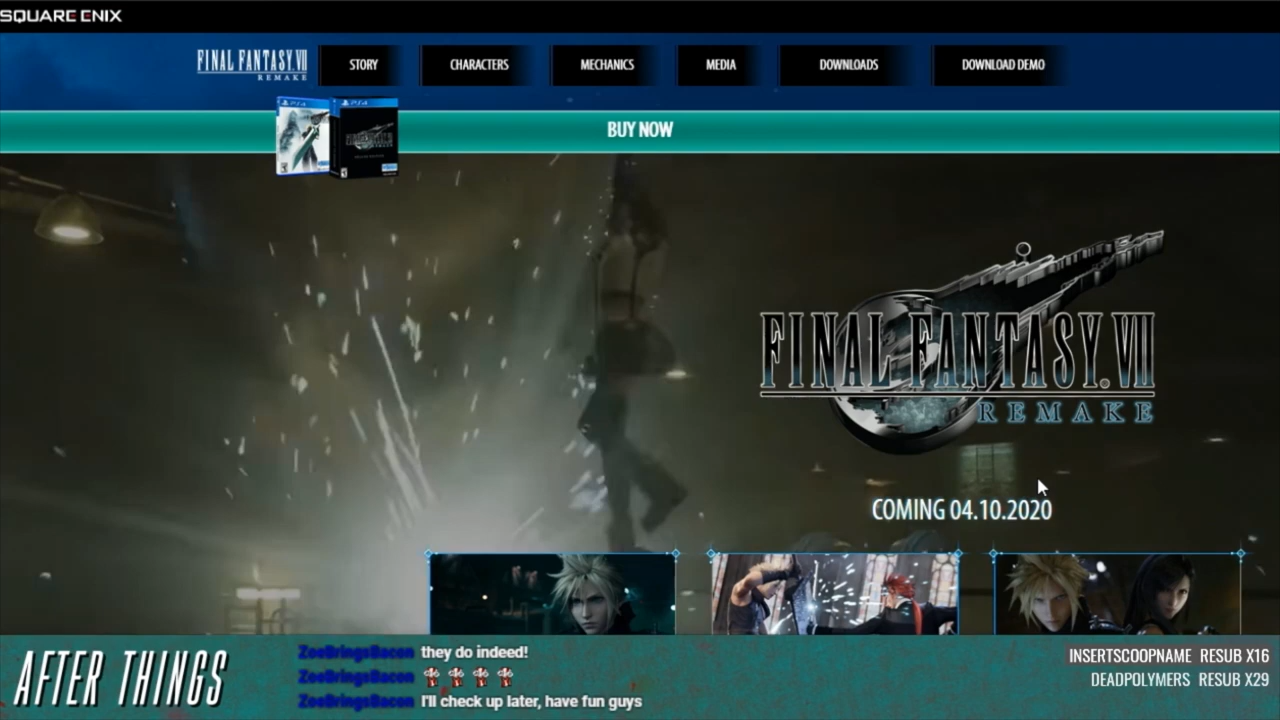 SQUARE ENIX
FINAL FANTASY VII
REMAKE
STORY
CHARACTERS
MECHANICS
MEDIA
DOWNLOADS
DOWNLOAD DEMO
PS4
PS4
BUY NOW
FINAL FANTASY. VII
REMAKE
COMING 04.10.2020
AFTER THINGS
ZoeBringsBacon they do indeed!
ZoeBringsBacon
ZoeBringsBacon I'll check up later, have fun guys
INSERTSCOOPNAME RESUB X16
DEADPOLYMERS RESUB X29